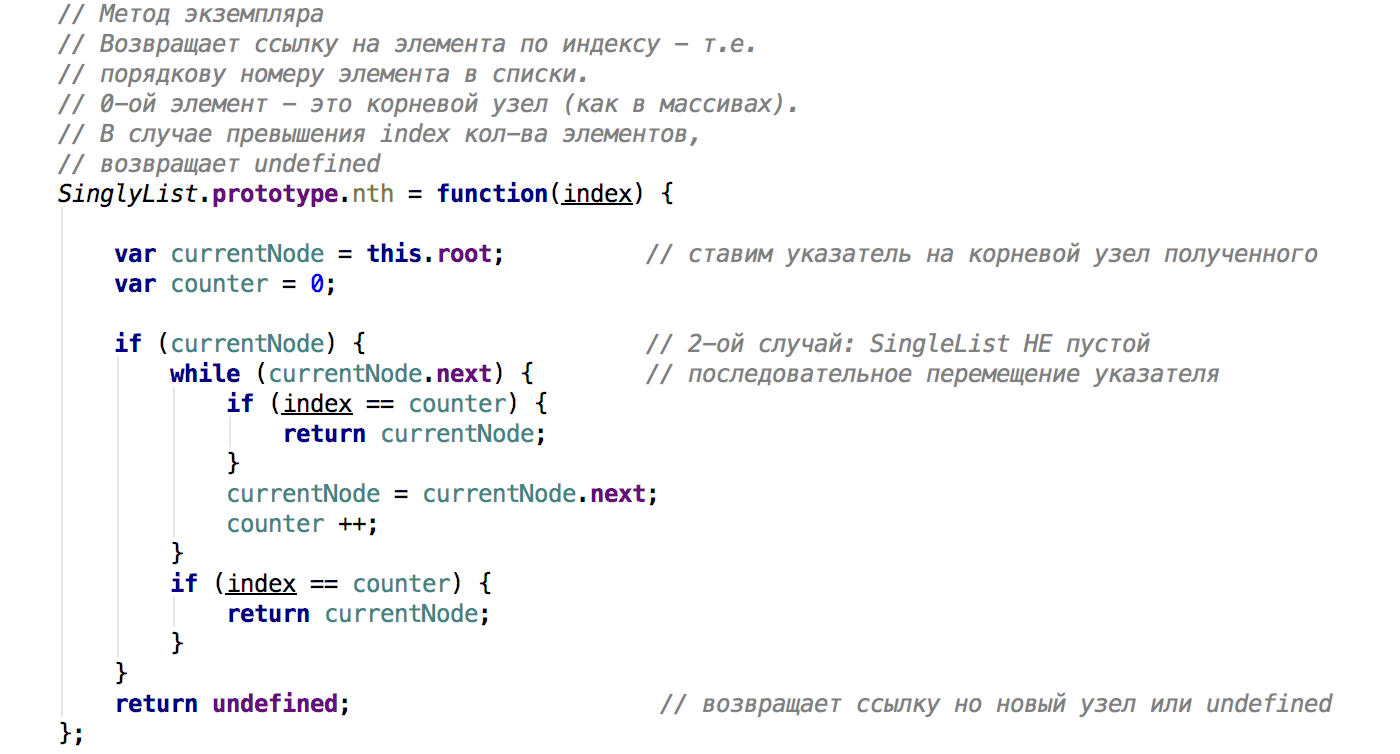 // Метод экземпляра
// Возвращает ссылку на элемента по индексу – т.е.
// порядкову номеру элемента в списки.
// 0-ой элемент – это корневой узел (как в массивах).
// В случае превышения index кол-ва элементов,
// возвращает undefined
SinglyList.prototype.nth = function(index) {
var currentNode = this.root; // ставим указатель на корневой узел полученного
var counter = 0;
if (currentNode) { // 2-ой случай: SingleList НЕ пустой
while (currentNode.next) { // последовательное перемещение указателя
if (index == counter) {
return currentNode;
}
currentNode = currentNode.next;
counter ++;
}
if (index == counter) {
return currentNode;
}
}
return undefined; // возвращает ссылку но новый узел или undefined
};